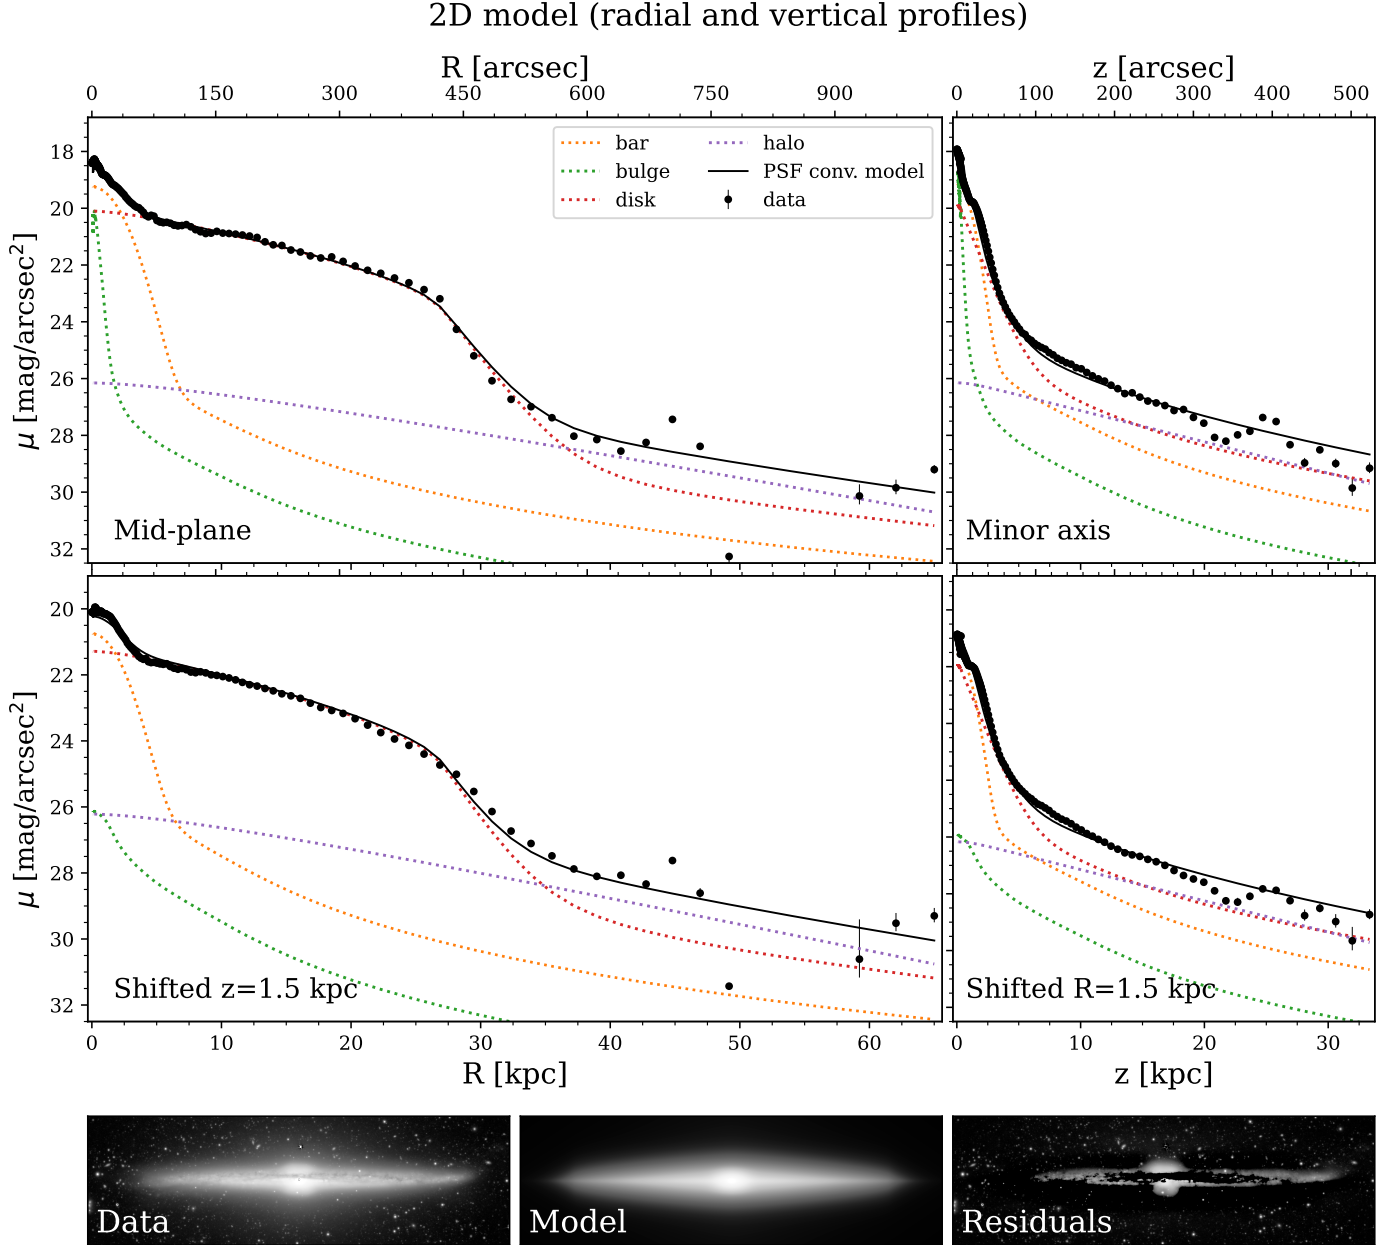 2D model (radial and vertical profiles)
R [arcsec]
z [arcsec]
0 150 300 450 600 750 900
0 100 200 300 400 500
bar
bulge
disk
halo
PSF conv. model
data
18
20
22
24
26
28
30
32
μ [mag/arcsec²]
Mid-plane
Minor axis
20
22
24
26
28
30
32
μ [mag/arcsec²]
Shifted z=1.5 kpc
Shifted R=1.5 kpc
0 10 20 30 40 50 60
0 10 20 30
R [kpc]
z [kpc]
Data
Model
Residuals